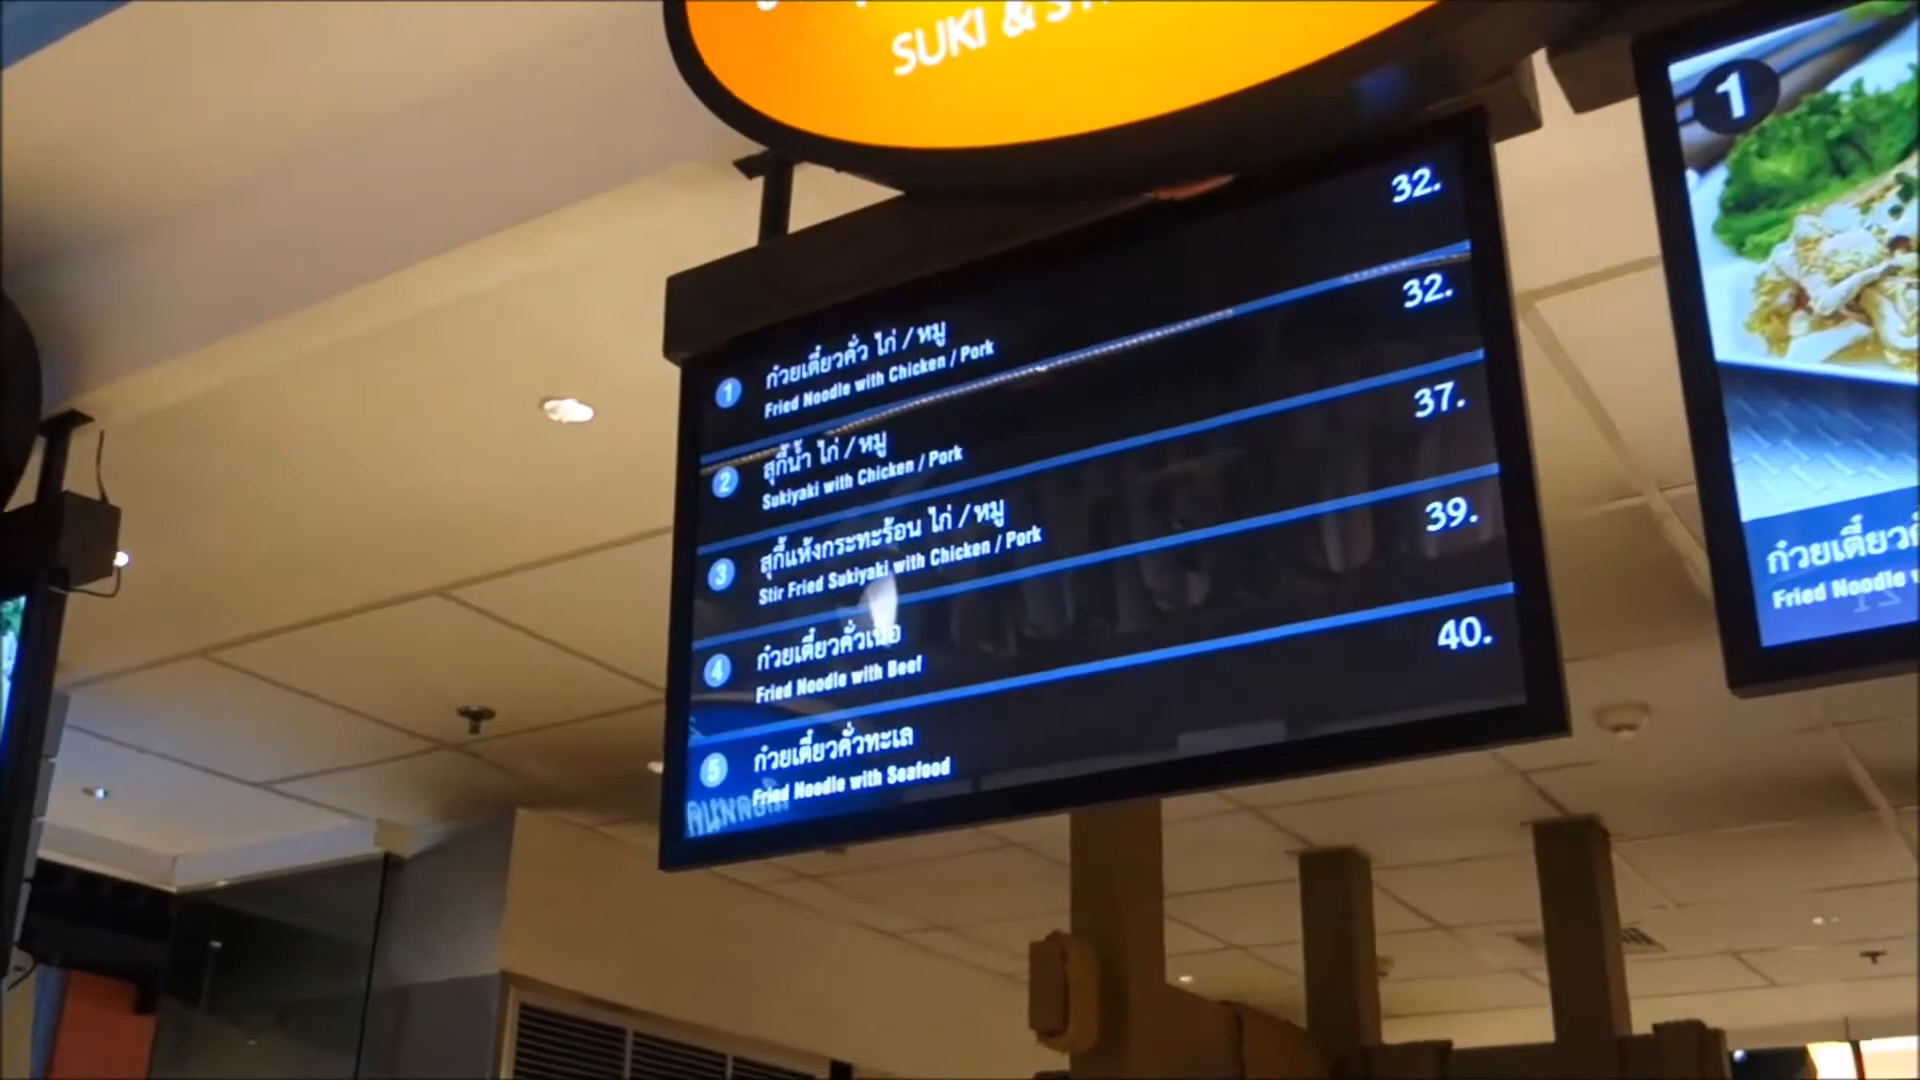 SUKI &
32.
1 ก๋วยเตี๋ยวคั่ว ไก่ / หมู
Fried Noodle with Chicken / Pork
32.
2 สุกี้น้ำ ไก่ / หมู
Sukiyaki with Chicken / Pork
37.
3 สุกี้แห้งกระทะร้อน ไก่ / หมู
Stir Fried Sukiyaki with Chicken / Pork
39.
4 ก๋วยเตี๋ยวคั่วเนื้อ
Fried Noodle with Beef
40.
5 ก๋วยเตี๋ยวคั่วทะเล
Fried Noodle with Seafood
1
ก๋วยเตี๋ยว
Fried Noodle